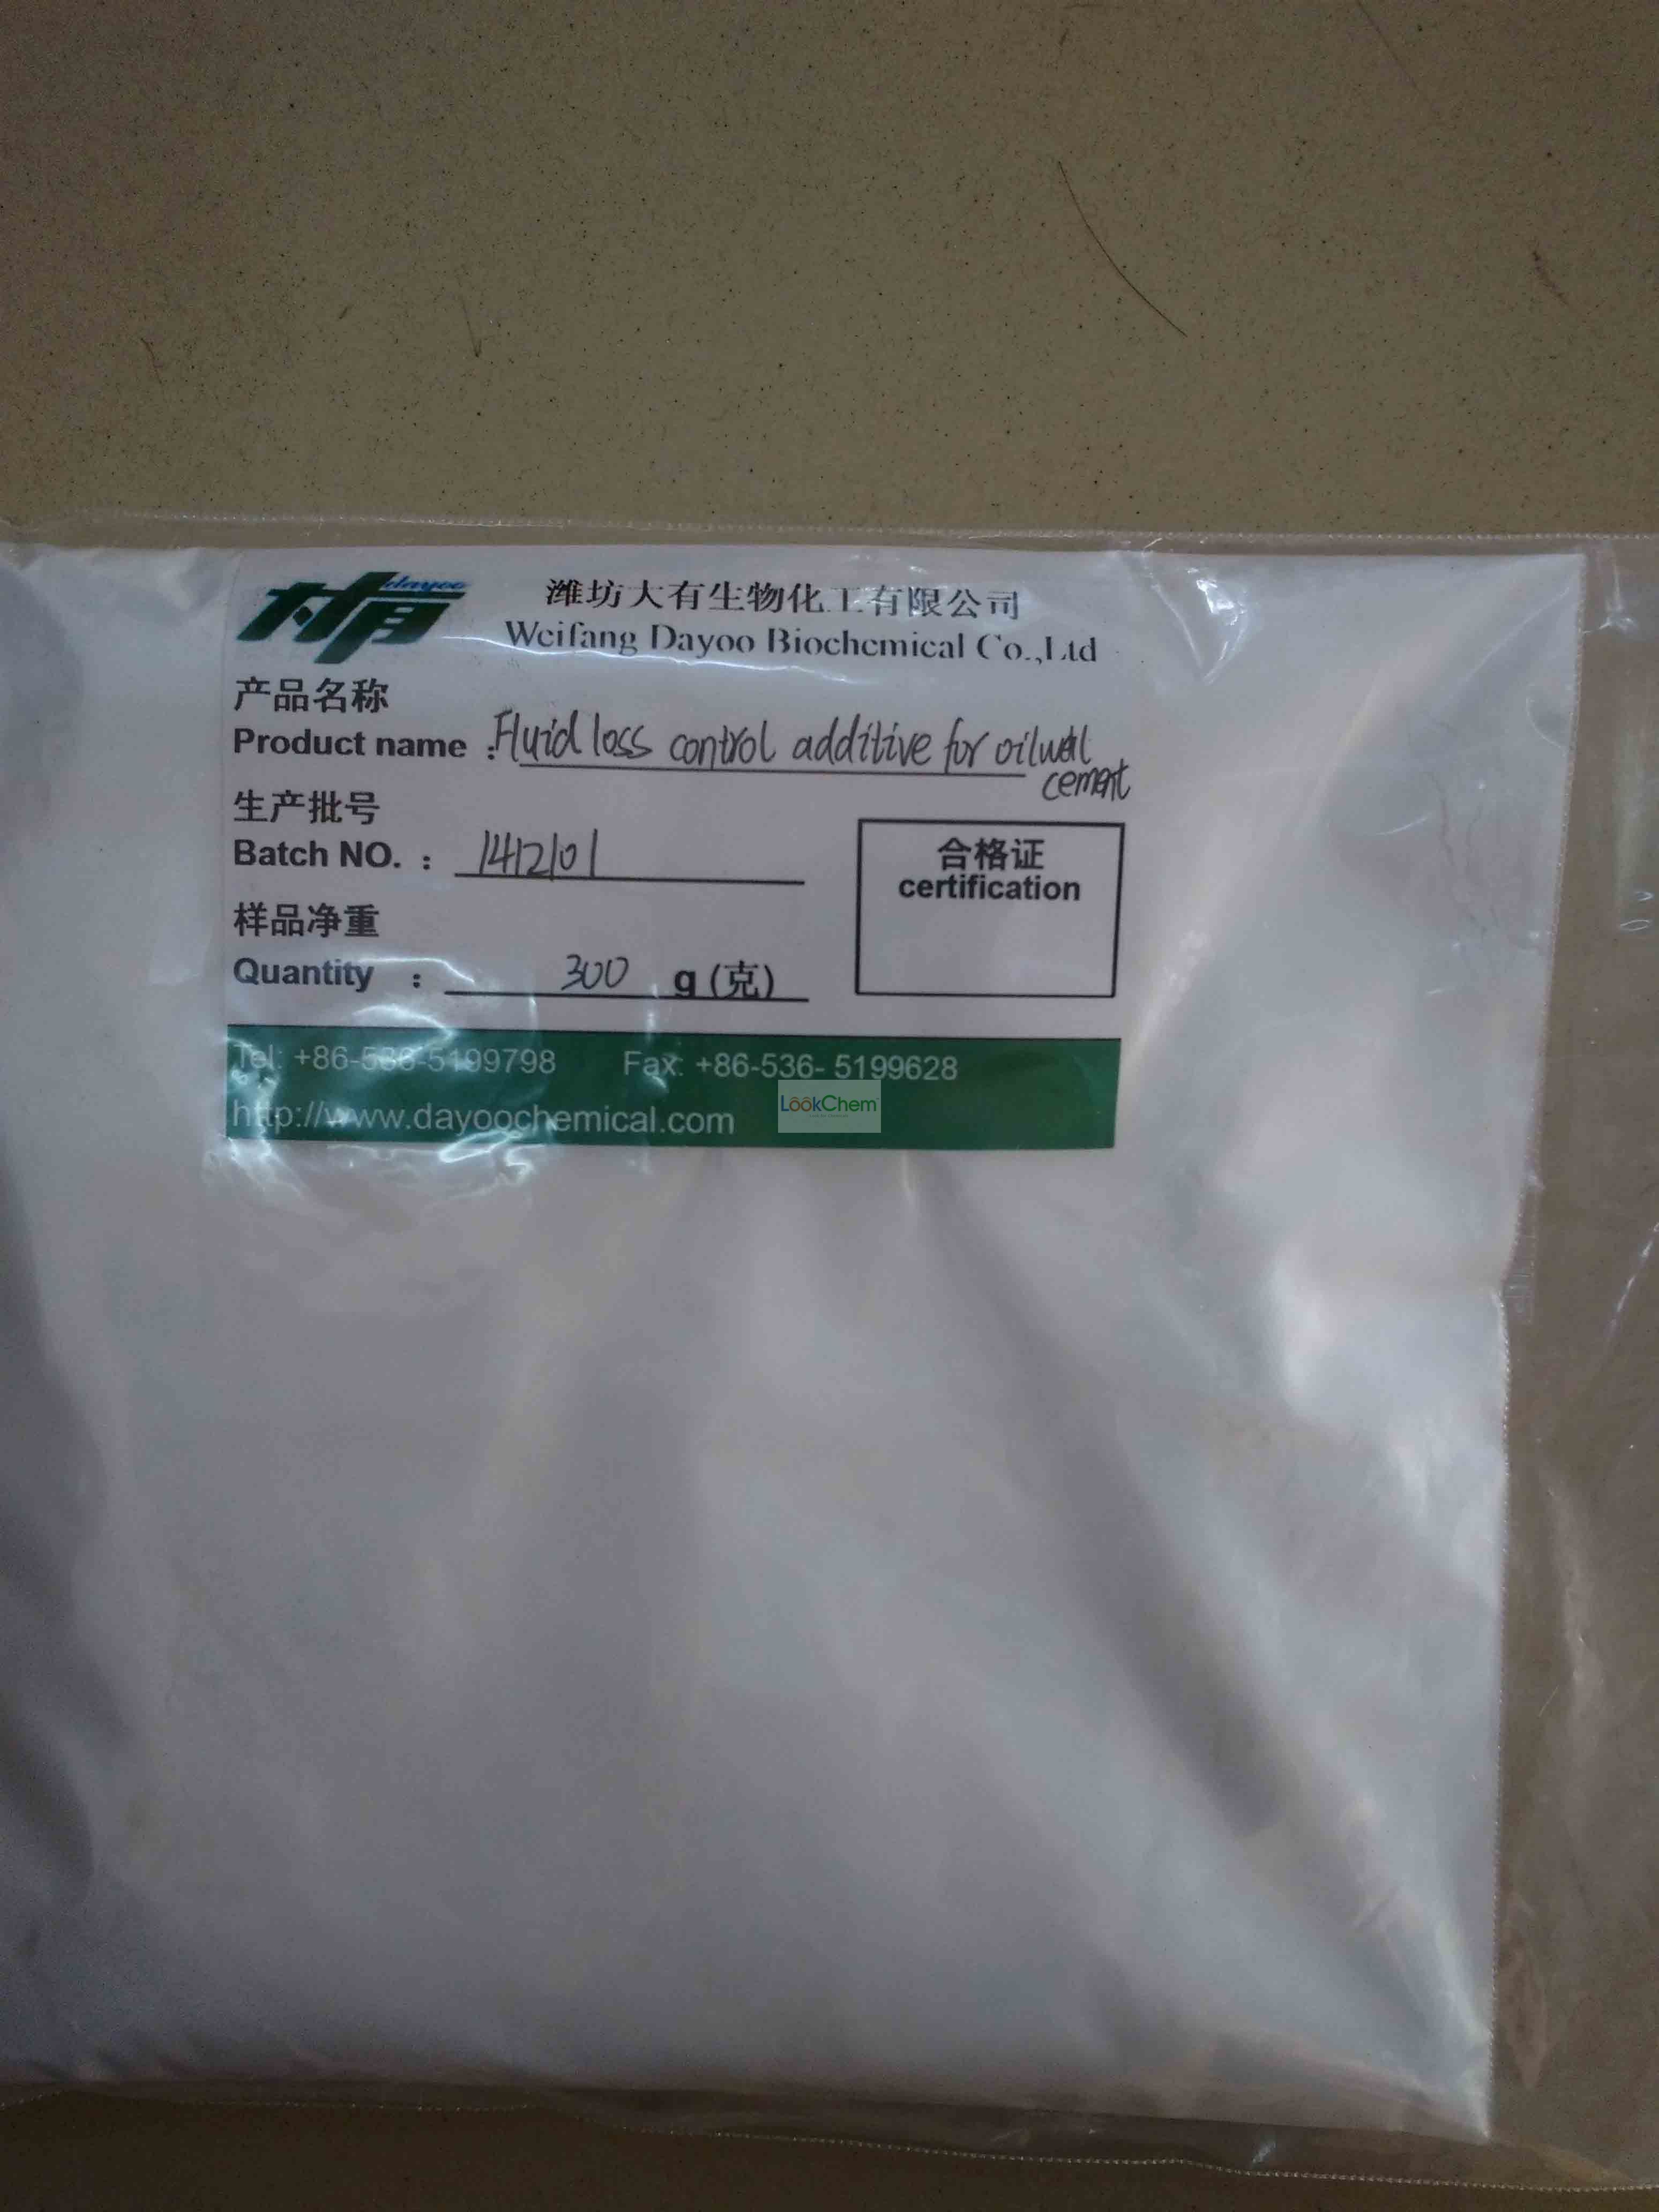 dayoo
潍坊大有生物化工有限公司
Weifang Dayoo Biochemical Co.,Ltd
产品名称
Product name : Fluid loss control additive for oilwell
cement
生产批号
Batch NO. : 141201
合格证
certification
样品净重
Quantity : 300 g (克)
Tel: +86-536-5199798 Fax: +86-536- 5199628
http://www.dayoochemical.com
LookChem